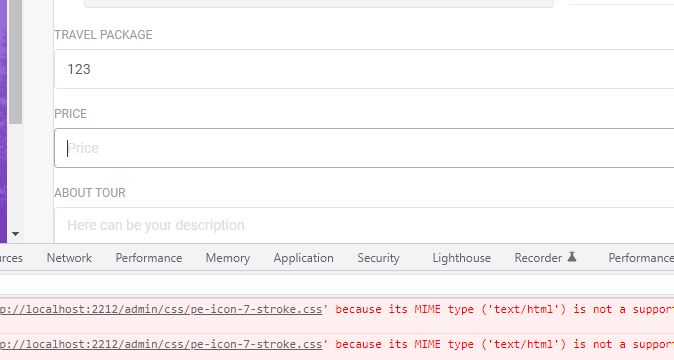 TRAVEL PACKAGE
123
PRICE
Price
ABOUT TOUR
Here can be your description
urces Network Performance Memory Application Security Lighthouse Recorder Performance
p://localhost:2212/admin/css/pe-icon-7-stroke.css' because its MIME type ('text/html') is not a support
p://localhost:2212/admin/css/pe-icon-7-stroke.css' because its MIME type ('text/html') is not a support